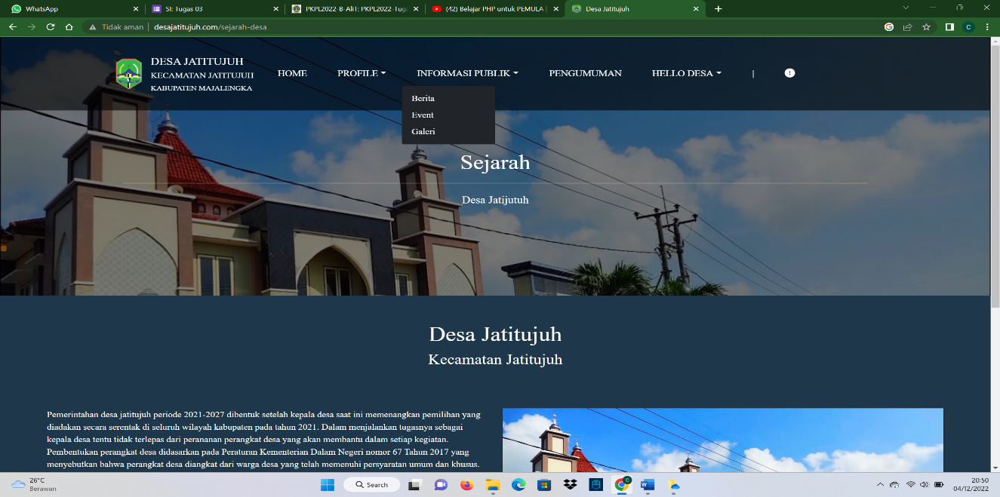 WhatsApp
SI: Tugas 03
PKPL2022-B-AliT: PKPL2022-Tug
(42) Belajar PHP untuk PEMULA |
Desa Jatitujuh
Tidak aman
desajatitujuh.com/sejarah-desa
C
DESA JATITUJUH
KECAMATAN JATITUJUH
KABUPATEN MAJALENGKA
HOME
PROFILE
INFORMASI PUBLIK
PENGUMUMAN
HELLO DESA
|
Berita
Event
Galeri
Sejarah
Desa Jatijutuh
Desa Jatitujuh
Kecamatan Jatitujuh
Pemerintahan desa jatitujuh periode 2021-2027 dibentuk setelah kepala desa saat ini memenangkan pemilihan yang
diadakan secara serentak di seluruh wilayah kabupaten pada tahun 2021. Dalam menjalankan tugasnya sebagai
kepala desa tentu tidak terlepas dari perananan perangkat desa yang akan membantu dalam setiap kegiatan.
Pembentukan perangkat desa didasarkan pada Peraturan Kementerian Dalam Negeri nomor 67 Tahun 2017 yang
menyebutkan bahwa perangkat desa diangkat dari warga desa yang telah memenuhi persyaratan umum dan khusus.
26°C
Berawan
Search
20:50
04/12/2022